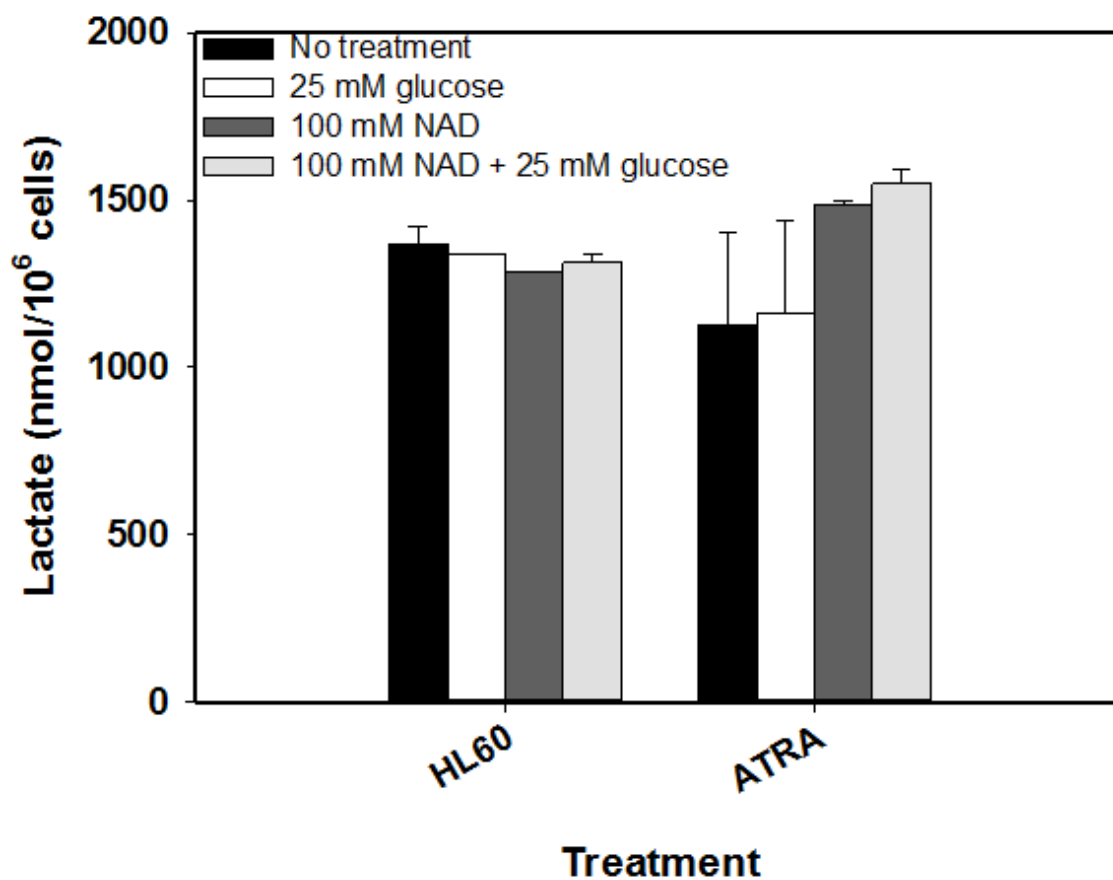 2000
1500
1000
500
0
Lactate (nmol/10⁶ cells)
No treatment
25 mM glucose
100 mM NAD
100 mM NAD + 25 mM glucose
HL60
ATRA
Treatment